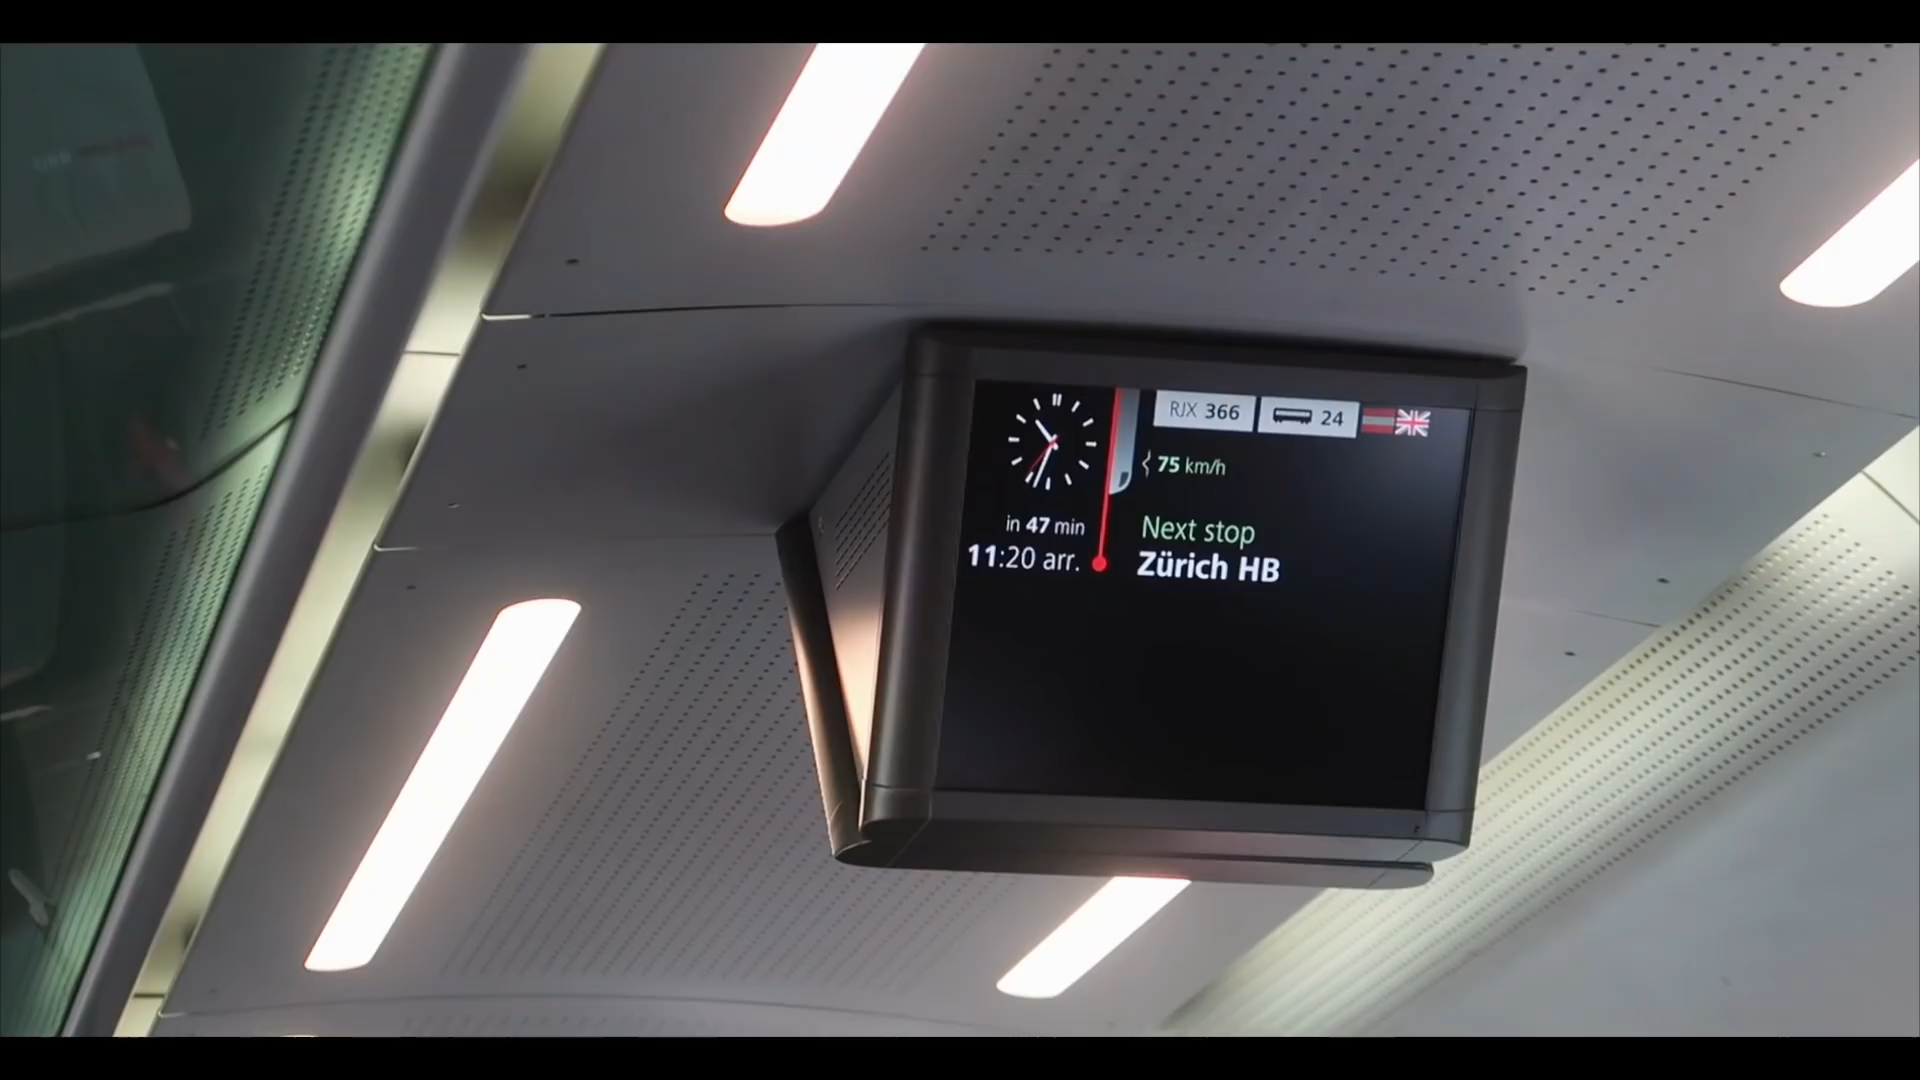 RJX 366 24
75 km/h
in 47 min
Next stop
11:20 arr.
Zürich HB